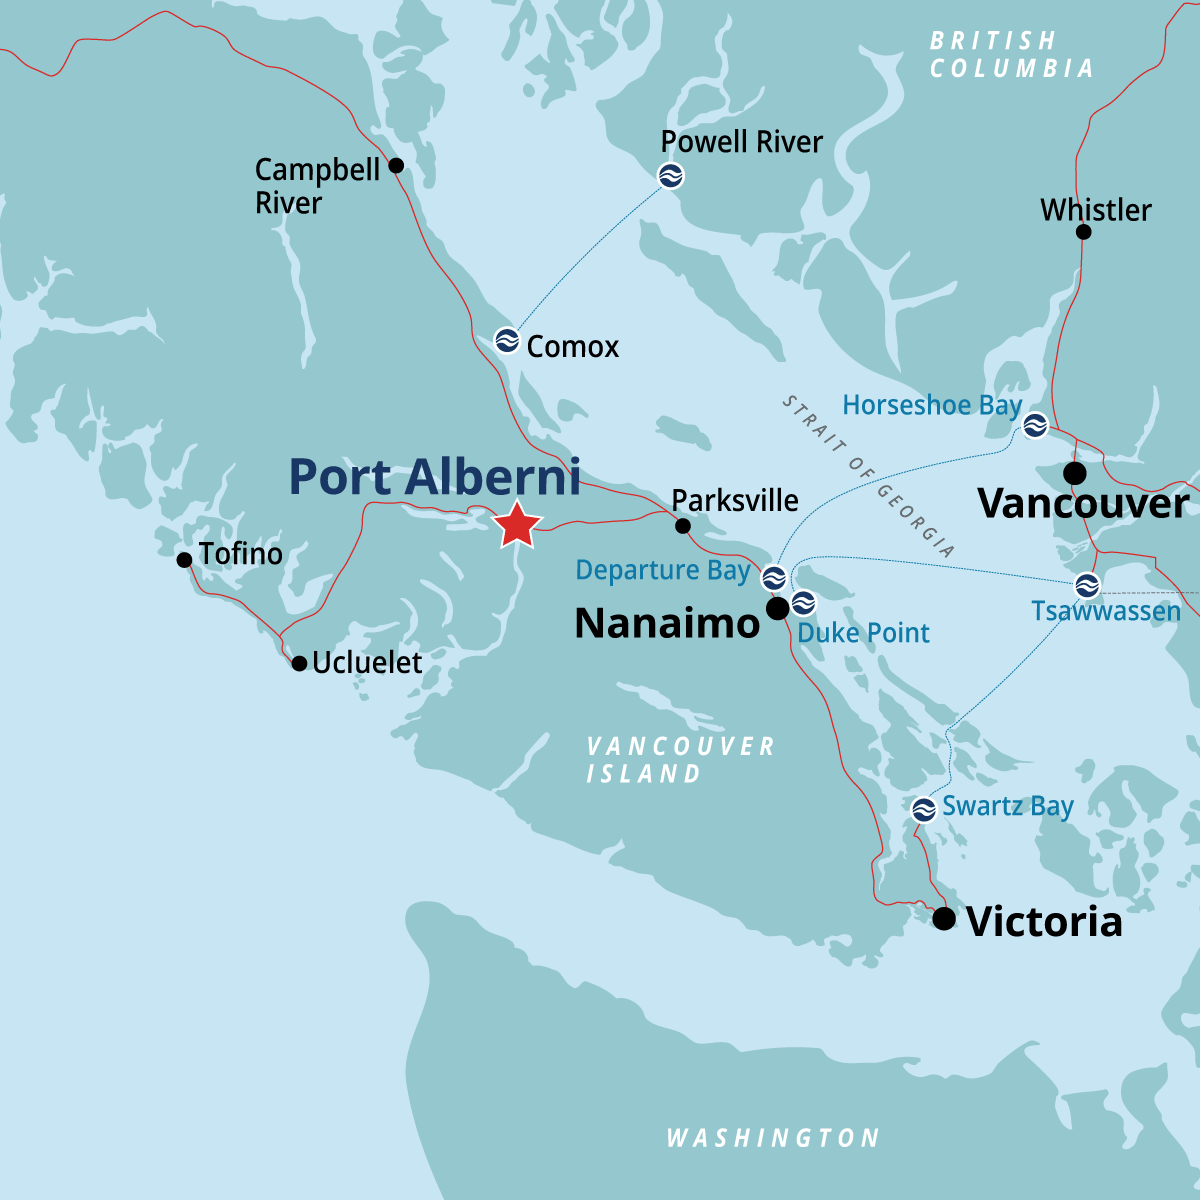 BRITISH
COLUMBIA
Powell River
Campbell
River
Whistler
Comox
Horseshoe Bay
STRAIT OF GEORGIA
Port Alberni
Parksville
Vancouver
Tofino
Departure Bay
Tsawwassen
Nanaimo
Duke Point
Ucluelet
VANCOUVER
ISLAND
Swartz Bay
Victoria
WASHINGTON